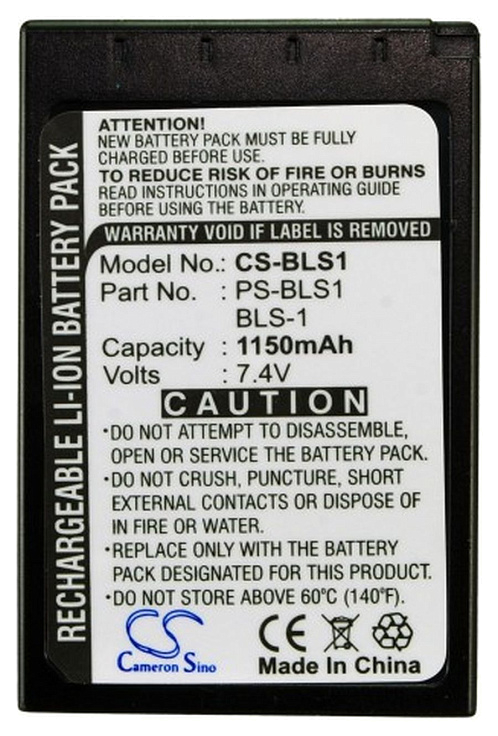 RECHARGEABLE LI-ION BATTERY PACK
ATTENTION!
NEW BATTERY PACK MUST BE FULLY
CHARGED BEFORE USE.
TO REDUCE RISK OF FIRE OR BURNS
READ INSTRUCTIONS IN OPERATING GUIDE
BEFORE USING THE BATTERY.
WARRANTY VOID IF LABEL IS REMOVED
Model No.: CS-BLS1
Part No. : PS-BLS1
BLS-1
Capacity : 1150mAh
Volts : 7.4V
CAUTION
·DO NOT ATTEMPT TO DISASSEMBLE,
OPEN OR SERVICE THE BATTERY CELL.
·DO NOT CRUSH, PUNCTURE, SHORT
EXTERNAL CONTACTS OR DISPOSE OF
IN FIRE OR WATER.
·REPLACE ONLY WITH THE BATTERY
PACK DESIGNATED FOR THIS PRODUCT.
·DO NOT STORE ABOVE 60°C (140°F).
CS
Cameron Sino
CE
Made In China